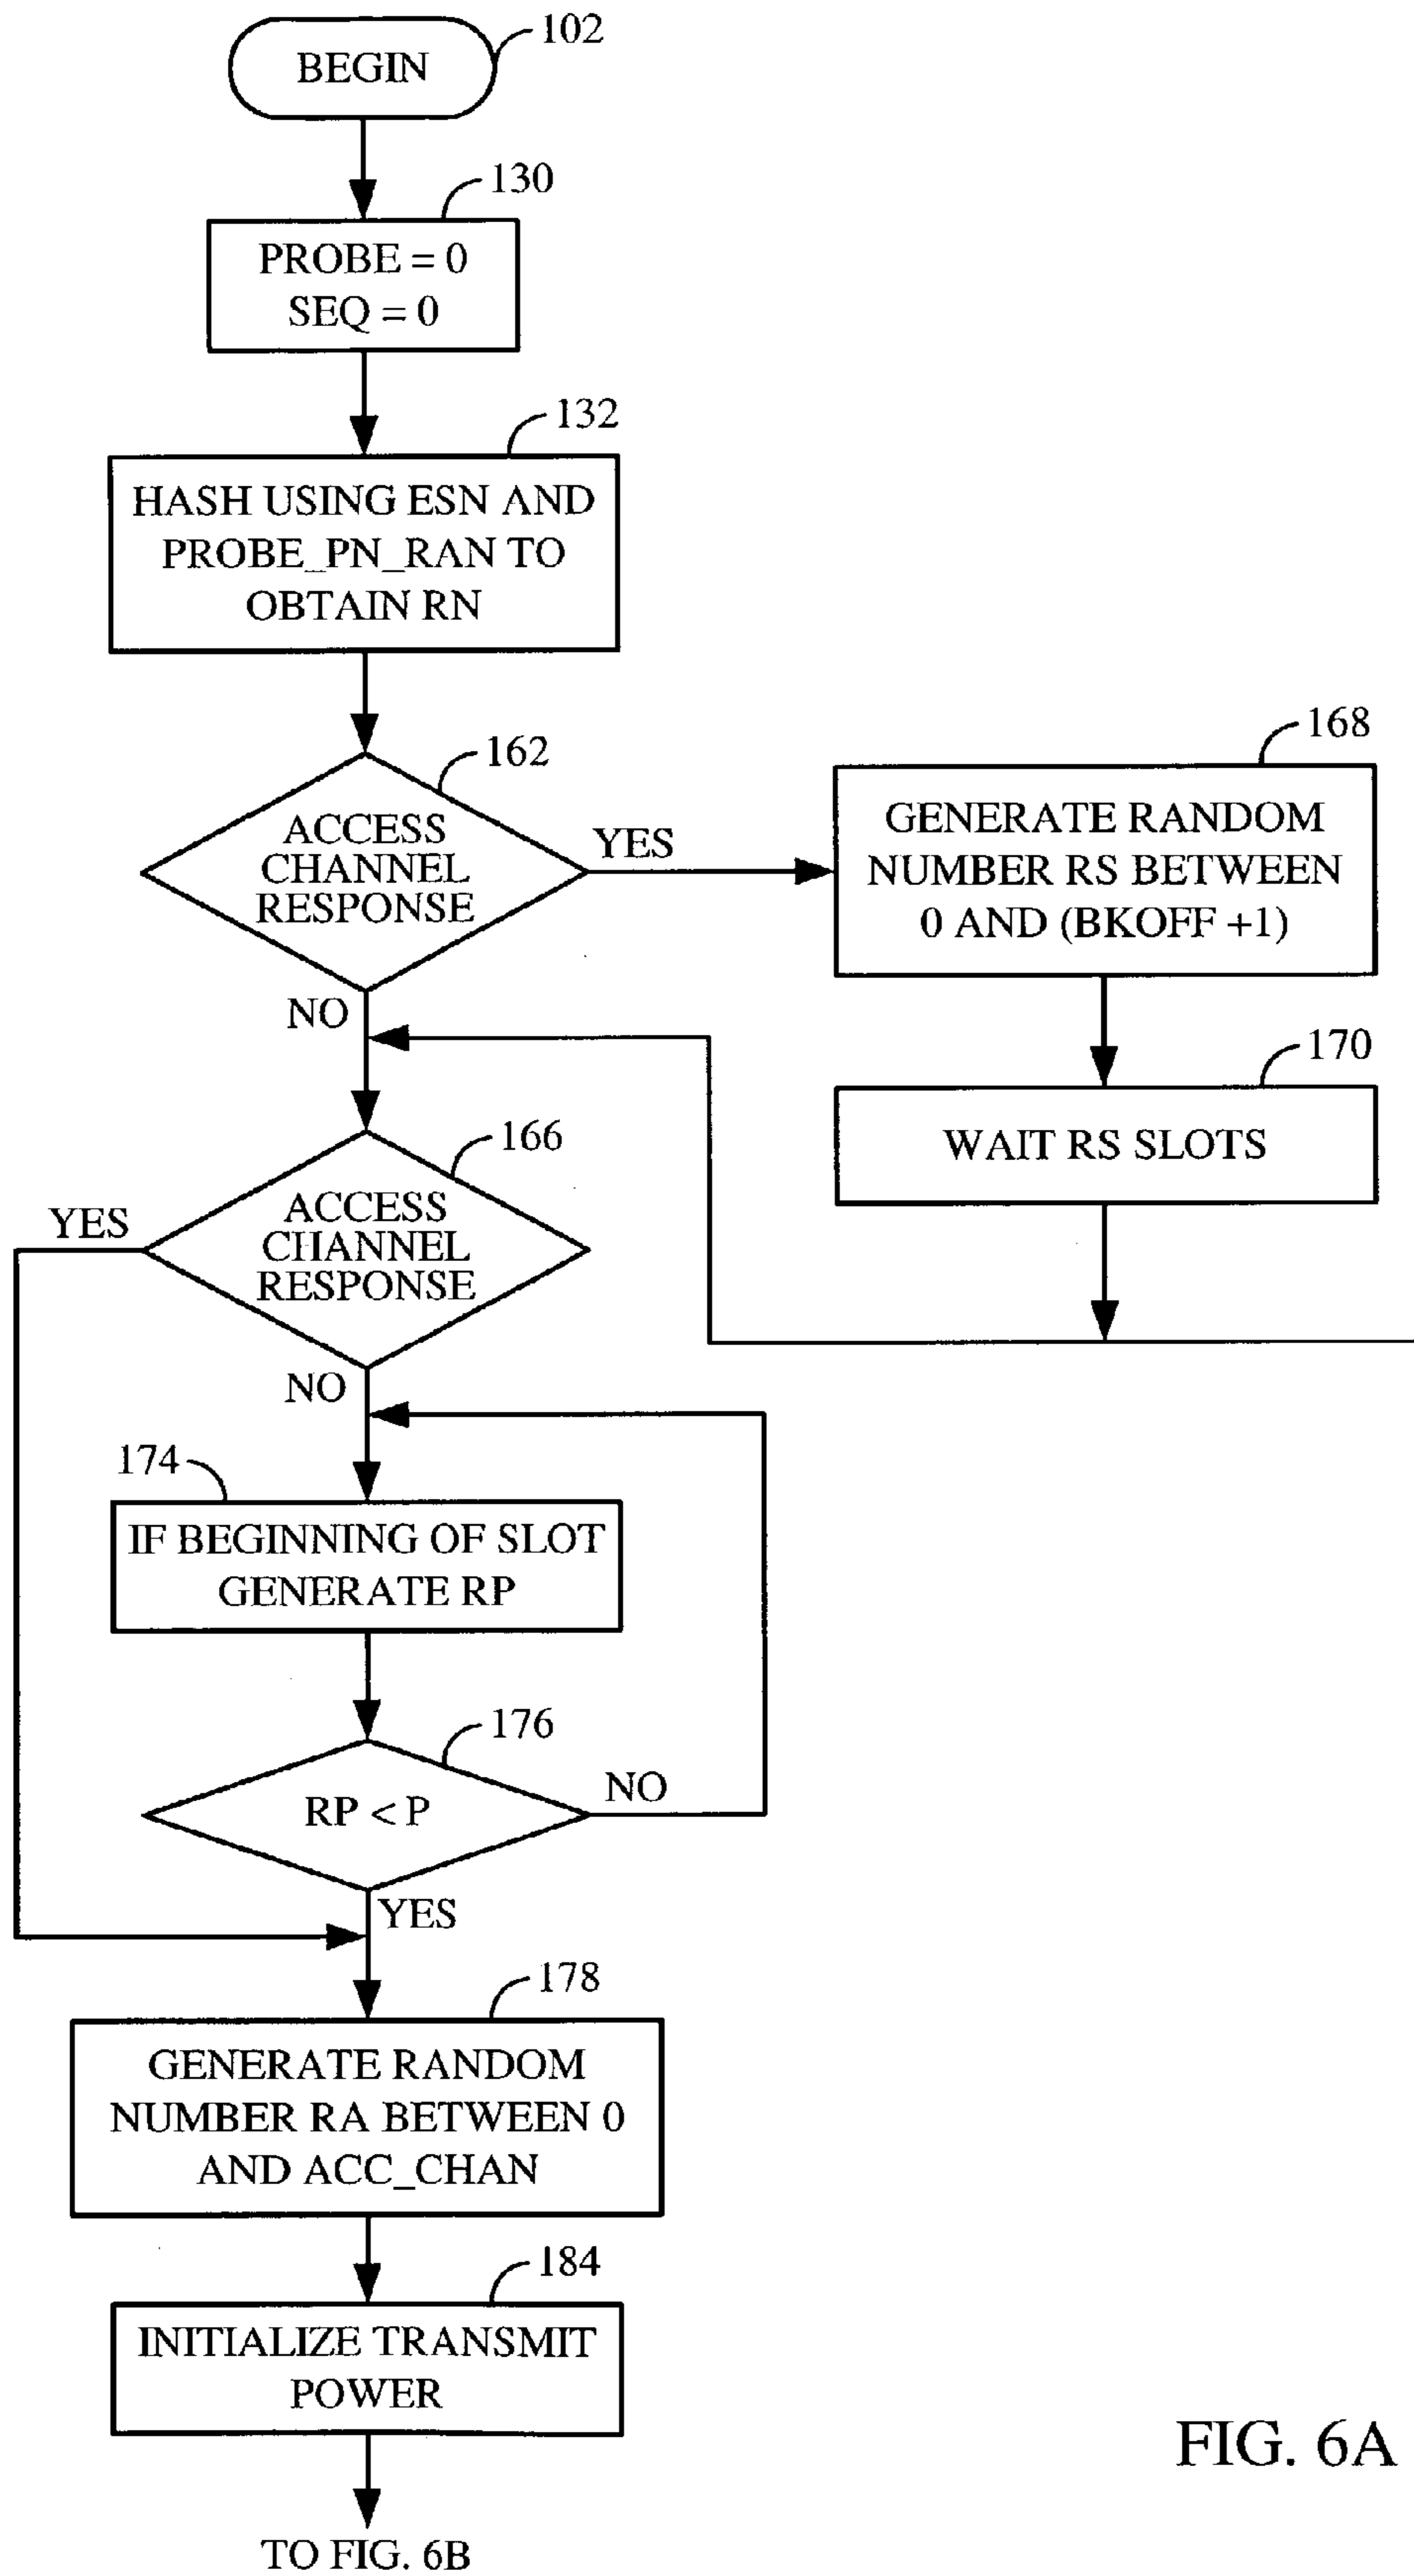 BEGIN
102
130
PROBE = 0
SEQ = 0
132
HASH USING ESN AND
PROBE_PN_RAN TO
OBTAIN RN
162
ACCESS
CHANNEL
RESPONSE
YES
NO
168
GENERATE RANDOM
NUMBER RS BETWEEN
0 AND (BKOFF +1)
170
WAIT RS SLOTS
166
ACCESS
CHANNEL
RESPONSE
YES
NO
174
IF BEGINNING OF SLOT
GENERATE RP
176
RP < P
NO
YES
178
GENERATE RANDOM
NUMBER RA BETWEEN 0
AND ACC_CHAN
184
INITIALIZE TRANSMIT
POWER
TO FIG. 6B
FIG. 6A